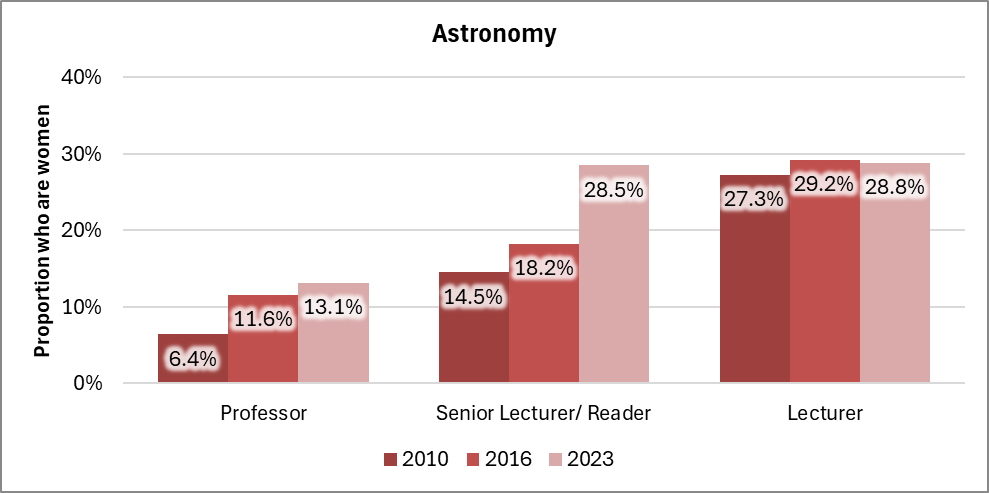 Astronomy
Proportion who are women
40%
30%
20%
10%
0%
6.4%
11.6%
13.1%
14.5%
18.2%
28.5%
27.3%
29.2%
28.8%
Professor
Senior Lecturer/ Reader
Lecturer
2010 2016 2023